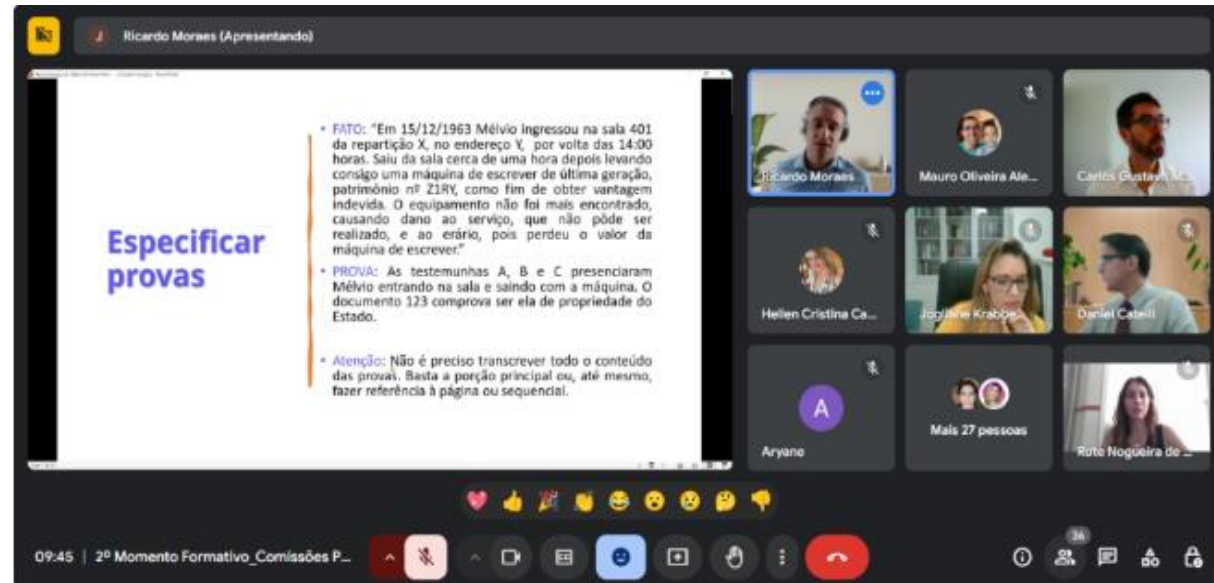 J Ricardo Moraes (Apresentando)
Especificar
provas
• FATO: "Em 15/12/1963 Mélvio ingressou na sala 401
da repartição X, no endereço Y, por volta das 14:00
horas. Saiu da sala cerca de uma hora depois levando
consigo uma máquina de escrever de última geração,
patrimônio nº Z1RY, como fim de obter vantagem
indevida. O equipamento não foi mais encontrado,
causando dano ao serviço, que não pôde ser
realizado, e ao erário, pois perdeu o valor da
máquina de escrever."
• PROVA: As testemunhas A, B e C presenciaram
Mélvio entrando na sala e saindo com a máquina. O
documento 123 comprova ser ela de propriedade do
Estado.
• Atenção: Não é preciso transcrever todo o conteúdo
das provas. Basta a porção principal ou, até mesmo,
fazer referência à página ou sequencial.
Ricardo Moraes
Mauro Oliveira Ale...
Carlos Gustavo M...
Hellen Cristina Ca...
Jogliane Krabbe
Daniel Catelli
A
Aryane
Mais 27 pessoas
Rute Nogueira de ...
09:45 | 2º Momento Formativo_Comissões P...
36